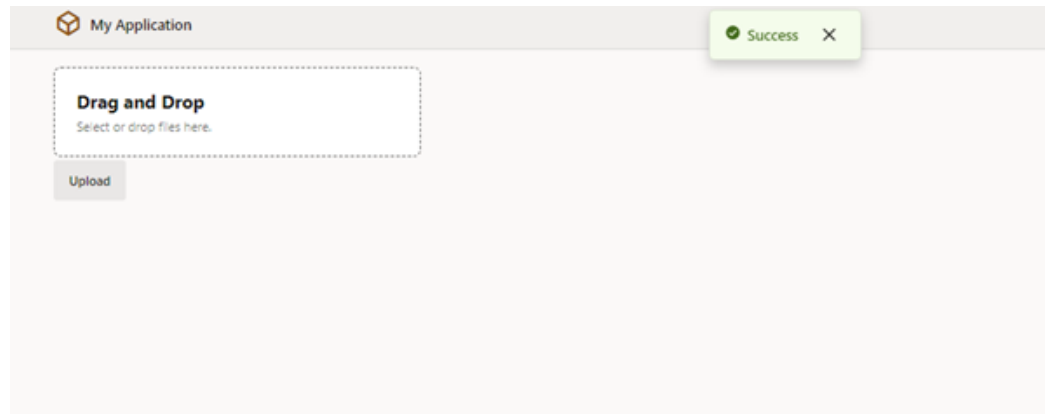 My Application
Success
Drag and Drop
Select or drop files here.
Upload